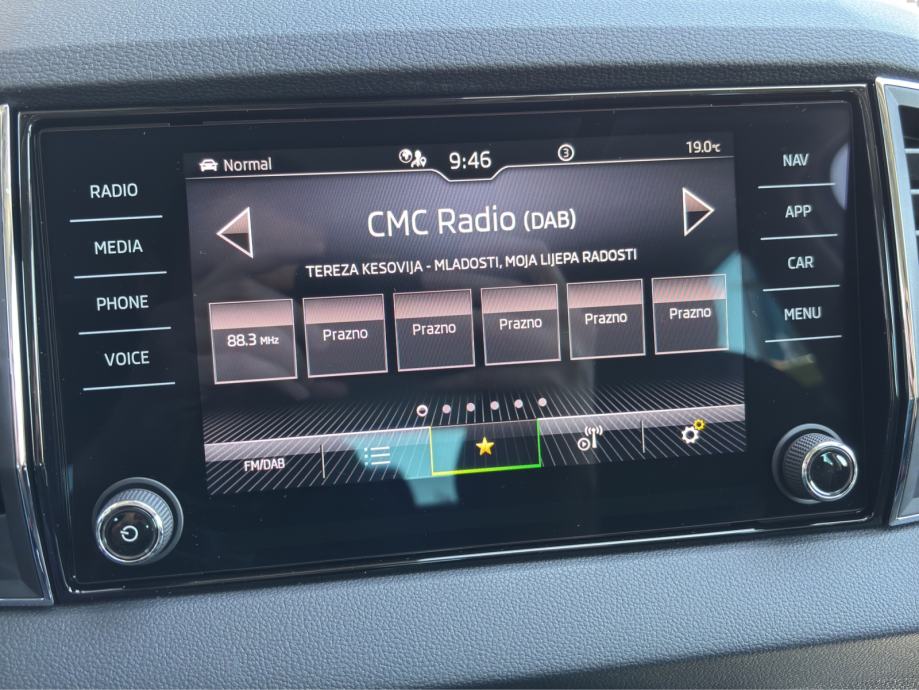 Normal
9:46
3
19.0°C
RADIO
MEDIA
PHONE
VOICE
CMC Radio (DAB)
TEREZA KESOVIJA - MLADOSTI, MOJA LIJEPA RADOSTI
88.3 MHz
Prazno
Prazno
Prazno
Prazno
Prazno
FM/DAB
NAV
APP
CAR
MENU